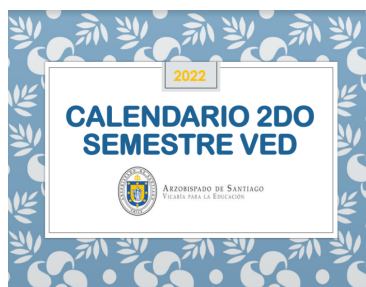 2022
CALENDARIO 2DO
SEMESTRE VED
ARZOBISPADO DE SANTIAGO
VICARÍA PARA LA EDUCACIÓN